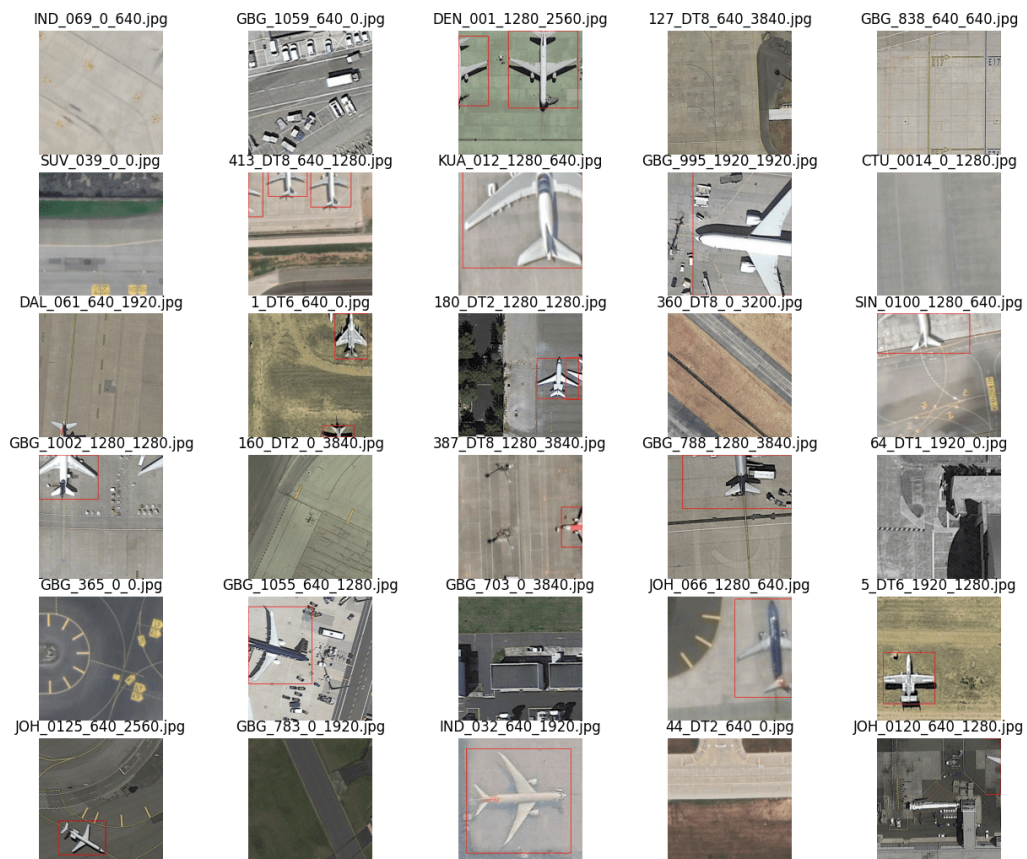 IND_069_0_640.jpg
GBG_1059_640_0.jpg
DEN_001_1280_2560.jpg
127_DT8_640_3840.jpg
GBG_838_640_640.jpg
SUV_039_0_0.jpg
413_DT8_640_1280.jpg
KUA_012_1280_640.jpg
GBG_995_1920_1920.jpg
CTU_0014_0_1280.jpg
DAL_061_640_1920.jpg
1_DT6_640_0.jpg
180_DT2_1280_1280.jpg
360_DT8_0_3200.jpg
SIN_0100_1280_640.jpg
GBG_1002_1280_1280.jpg
160_DT2_0_3840.jpg
387_DT8_1280_3840.jpg
GBG_788_1280_3840.jpg
64_DT1_1920_0.jpg
GBG_365_0_0.jpg
GBG_1055_640_1280.jpg
GBG_703_0_3840.jpg
JOH_066_1280_640.jpg
5_DT6_1920_1280.jpg
JOH_0125_640_2560.jpg
GBG_783_0_1920.jpg
IND_032_640_1920.jpg
44_DT2_640_0.jpg
JOH_0120_640_1280.jpg